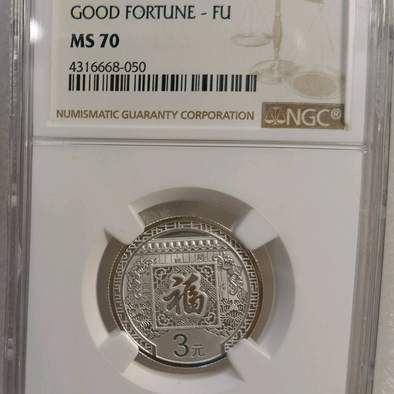 GOOD FORTUNE - FU
MS 70
4316668-050
NUMISMATIC GUARANTY CORPORATION NGC®
福
3元